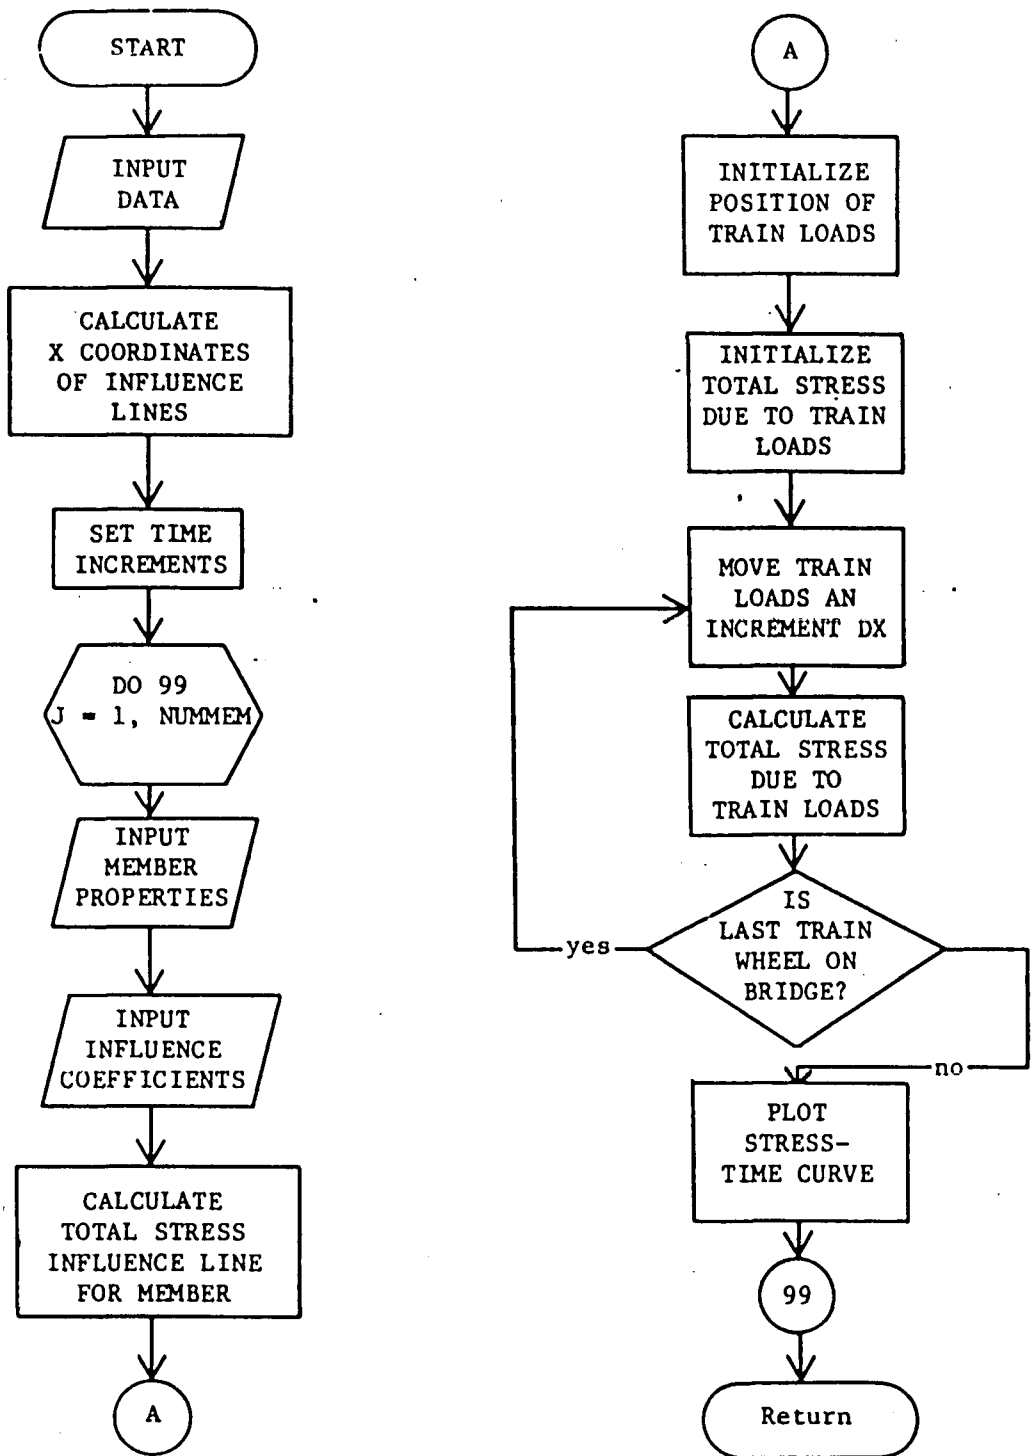 START
INPUT
DATA
CALCULATE
X COORDINATES
OF INFLUENCE
LINES
SET TIME
INCREMENTS
DO 99
J = 1, NUMMEM
INPUT
MEMBER
PROPERTIES
INPUT
INFLUENCE
COEFFICIENTS
CALCULATE
TOTAL STRESS
INFLUENCE LINE
FOR MEMBER
A
A
INITIALIZE
POSITION OF
TRAIN LOADS
INITIALIZE
TOTAL STRESS
DUE TO TRAIN
LOADS
MOVE TRAIN
LOADS AN
INCREMENT DX
CALCULATE
TOTAL STRESS
DUE TO
TRAIN LOADS
IS
LAST TRAIN
WHEEL ON
BRIDGE?
yes
no
PLOT
STRESS-
TIME CURVE
99
Return